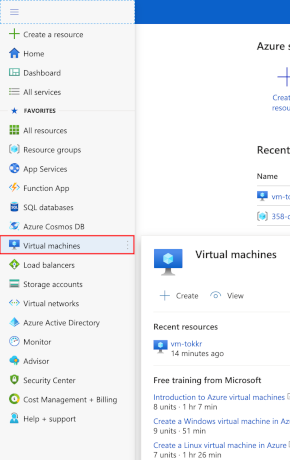 Create a resource
Home
Dashboard
All services
FAVORITES
All resources
Resource groups
App Services
Function App
SQL databases
Azure Cosmos DB
Virtual machines
Load balancers
Storage accounts
Virtual networks
Azure Active Directory
Monitor
Advisor
Security Center
Cost Management + Billing
Help + support
Azure s
Creat
resou
Recent
Name
vm-to
358-c
Virtual machines
Create
View
Recent resources
vm-tokkr
14 minutes ago
Free training from Microsoft
Introduction to Azure virtual machines
8 units · 1 hr 7 min
Create a Windows virtual machine in Az
9 units · 51 min
Create a Linux virtual machine in Azure
7 units · 1 hr 26 min